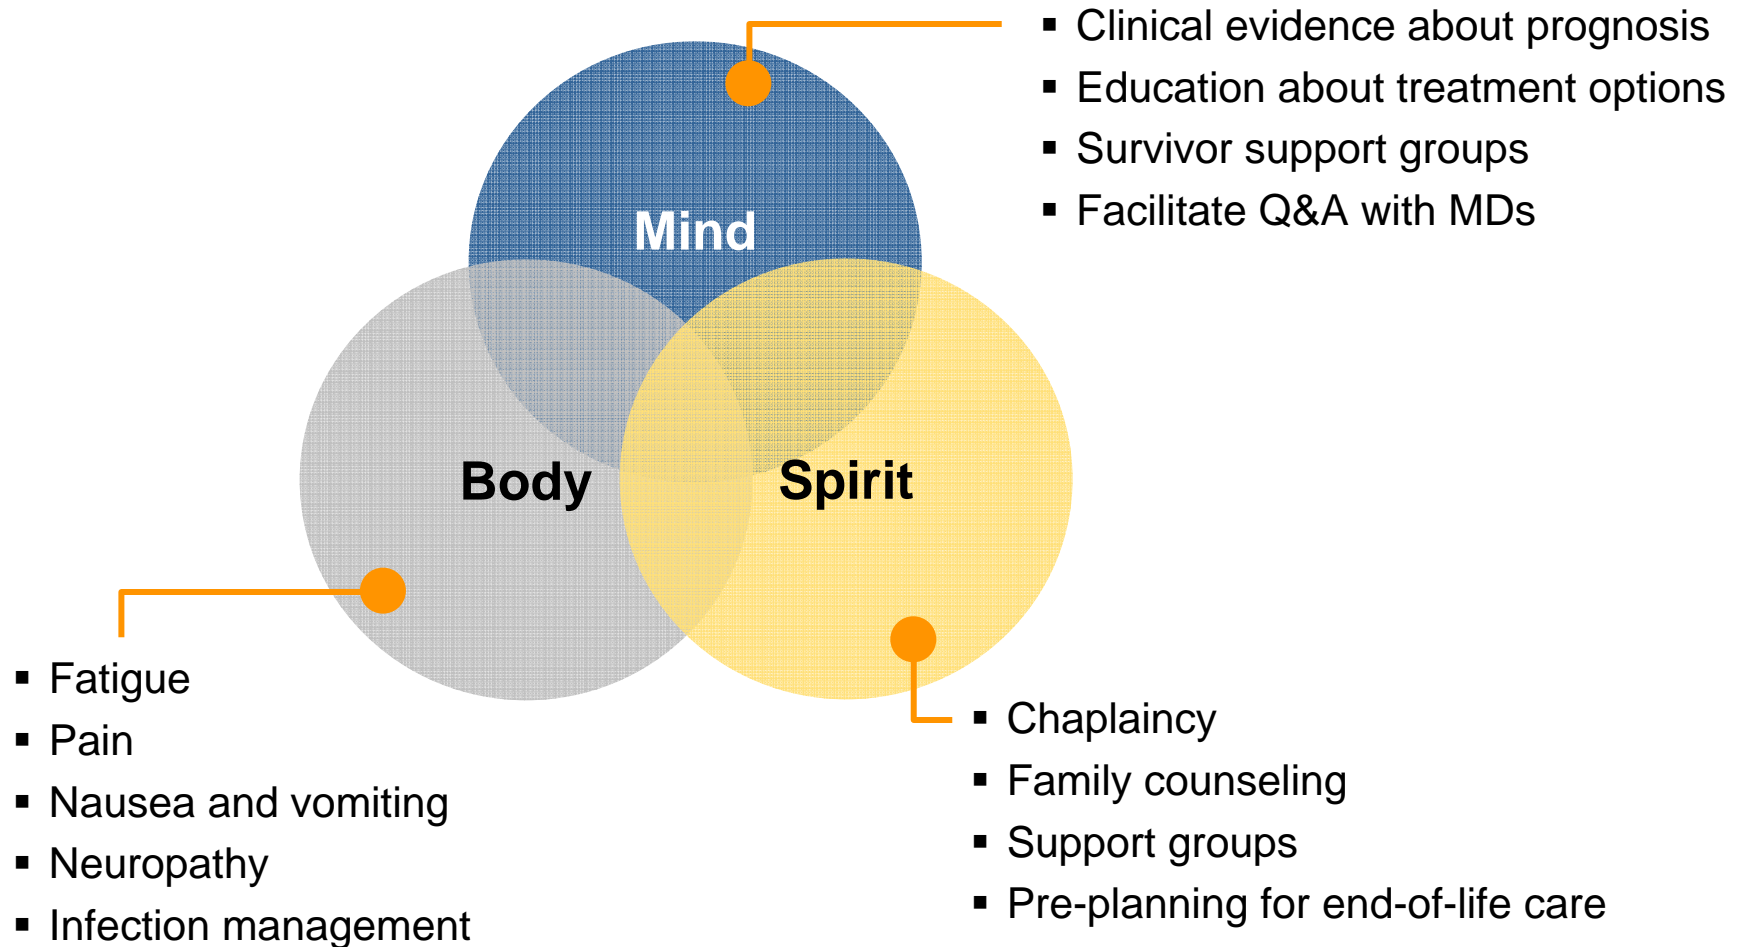 ▪ Clinical evidence about prognosis
▪ Education about treatment options
▪ Survivor support groups
▪ Facilitate Q&A with MDs
Mind
Body
Spirit
▪ Fatigue
▪ Pain
▪ Nausea and vomiting
▪ Neuropathy
▪ Infection management
▪ Chaplaincy
▪ Family counseling
▪ Support groups
▪ Pre-planning for end-of-life care